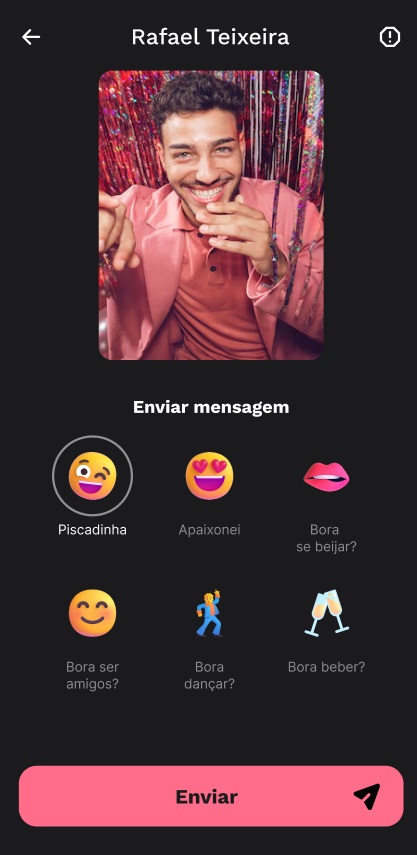 Rafael Teixeira
Enviar mensagem
Piscadinha
Apaixonei
Bora
se beijar?
Bora ser
amigos?
Bora
dançar?
Bora beber?
Enviar